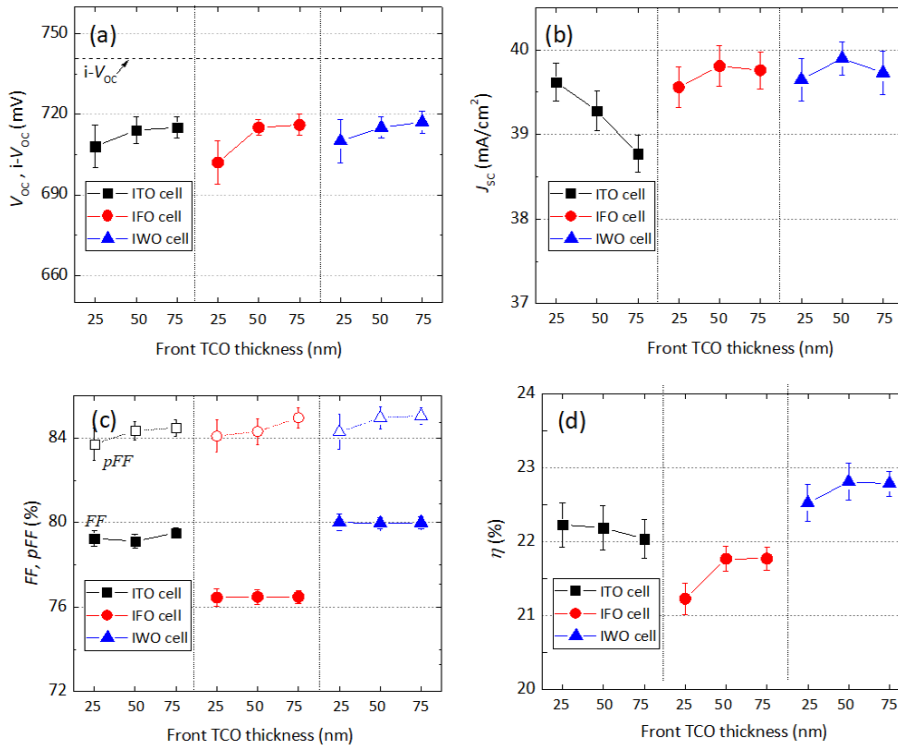 (a)
750
720
690
660
V_OC, i-V_OC (mV)
i-V_OC
ITO cell
IFO cell
IWO cell
25 50 75 25 50 75 25 50 75
Front TCO thickness (nm)
(b)
40
39
38
37
J_sc (mA/cm²)
ITO cell
IFO cell
IWO cell
25 50 75 25 50 75 25 50 75
Front TCO thickness (nm)
(c)
84
80
76
72
FF, pFF (%)
pFF
FF
ITO cell
IFO cell
IWO cell
25 50 75 25 50 75 25 50 75
Front TCO thickness (nm)
(d)
24
23
22
21
20
η (%)
ITO cell
IFO cell
IWO cell
25 50 75 25 50 75 25 50 75
Front TCO thickness (nm)